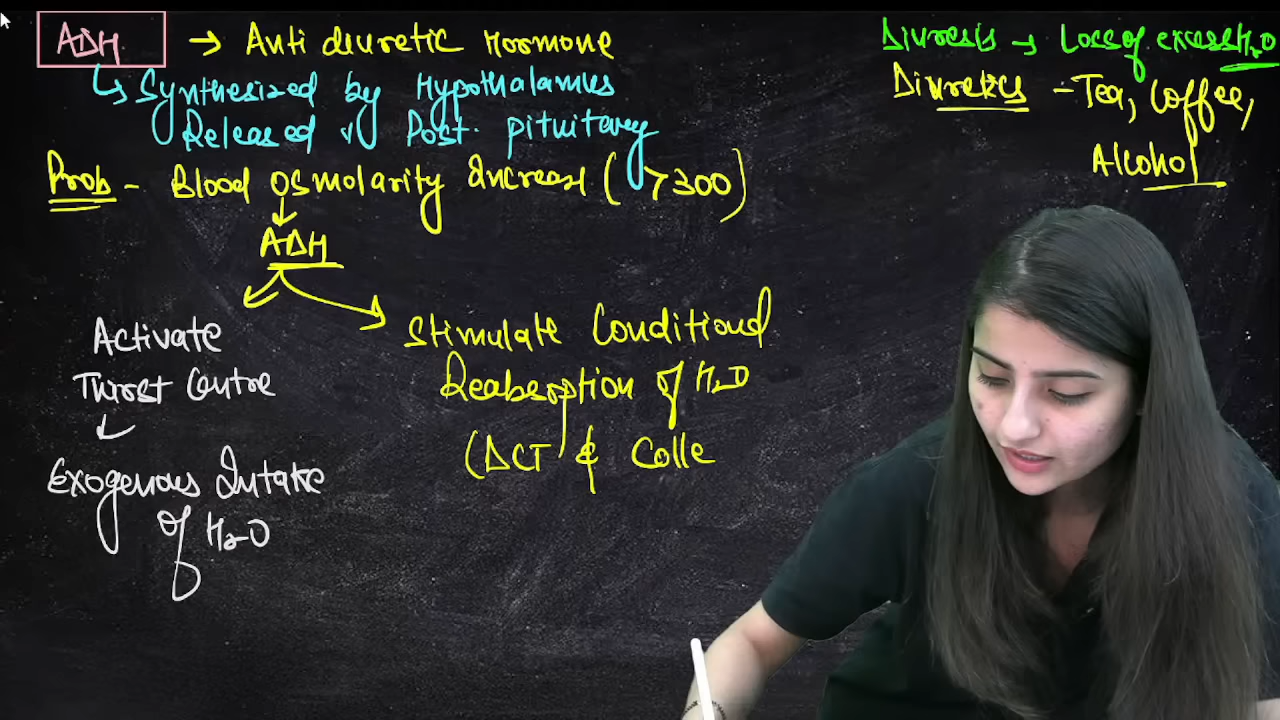 ADH → Anti diuretic Hormone
↳ Synthesized by Hypothalamus
Released by Post. pituitary
Prob - Blood osmolarity Increase (>300)
↓
ADH
Activate
Thirst Centre
Exogenous Intake
of H2O
Stimulate Conditional
Reabsorption of H2O
(DCT & Colle
Diuresis → Loss of excess H2O
Diuretics - Tea, Coffee,
Alcohol